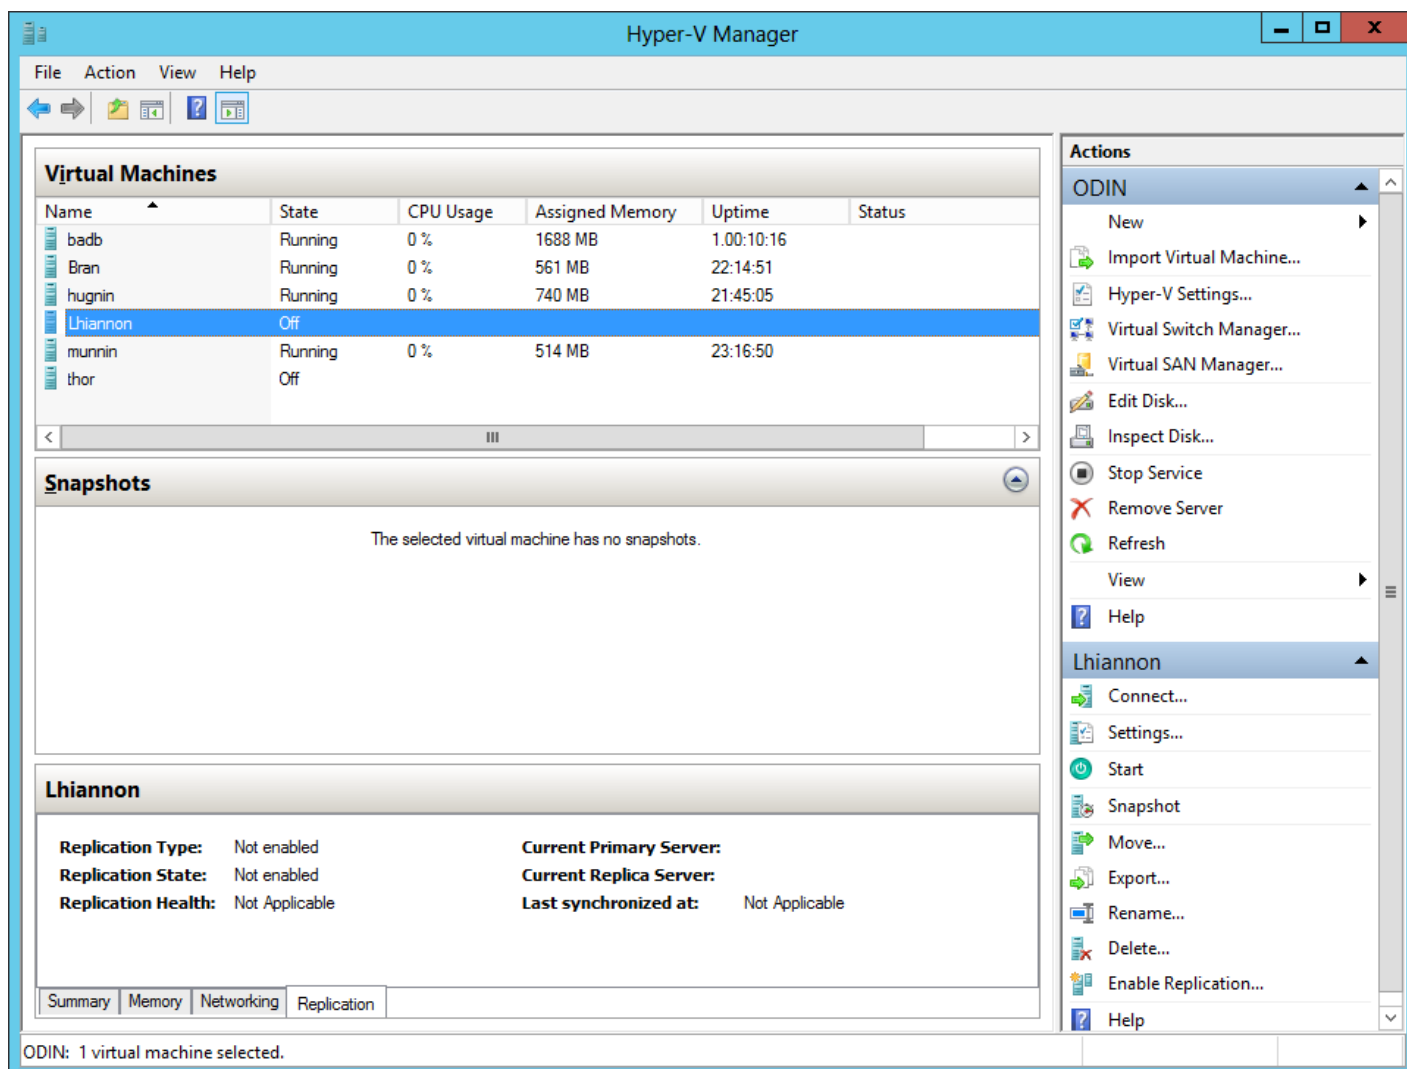 Hyper-V Manager
File Action View Help
Virtual Machines
Name State CPU Usage Assigned Memory Uptime Status
badb Running 0 % 1688 MB 1.00:10:16
Bran Running 0 % 561 MB 22:14:51
hugnin Running 0 % 740 MB 21:45:05
Lhiannon Off
munnin Running 0 % 514 MB 23:16:50
thor Off
Snapshots
The selected virtual machine has no snapshots.
Lhiannon
Replication Type: Not enabled Current Primary Server:
Replication State: Not enabled Current Replica Server:
Replication Health: Not Applicable Last synchronized at: Not Applicable
Summary Memory Networking Replication
Actions
ODIN
New
Import Virtual Machine...
Hyper-V Settings...
Virtual Switch Manager...
Virtual SAN Manager...
Edit Disk...
Inspect Disk...
Stop Service
Remove Server
Refresh
View
Help
Lhiannon
Connect...
Settings...
Start
Snapshot
Move...
Export...
Rename...
Delete...
Enable Replication...
Help
ODIN: 1 virtual machine selected.